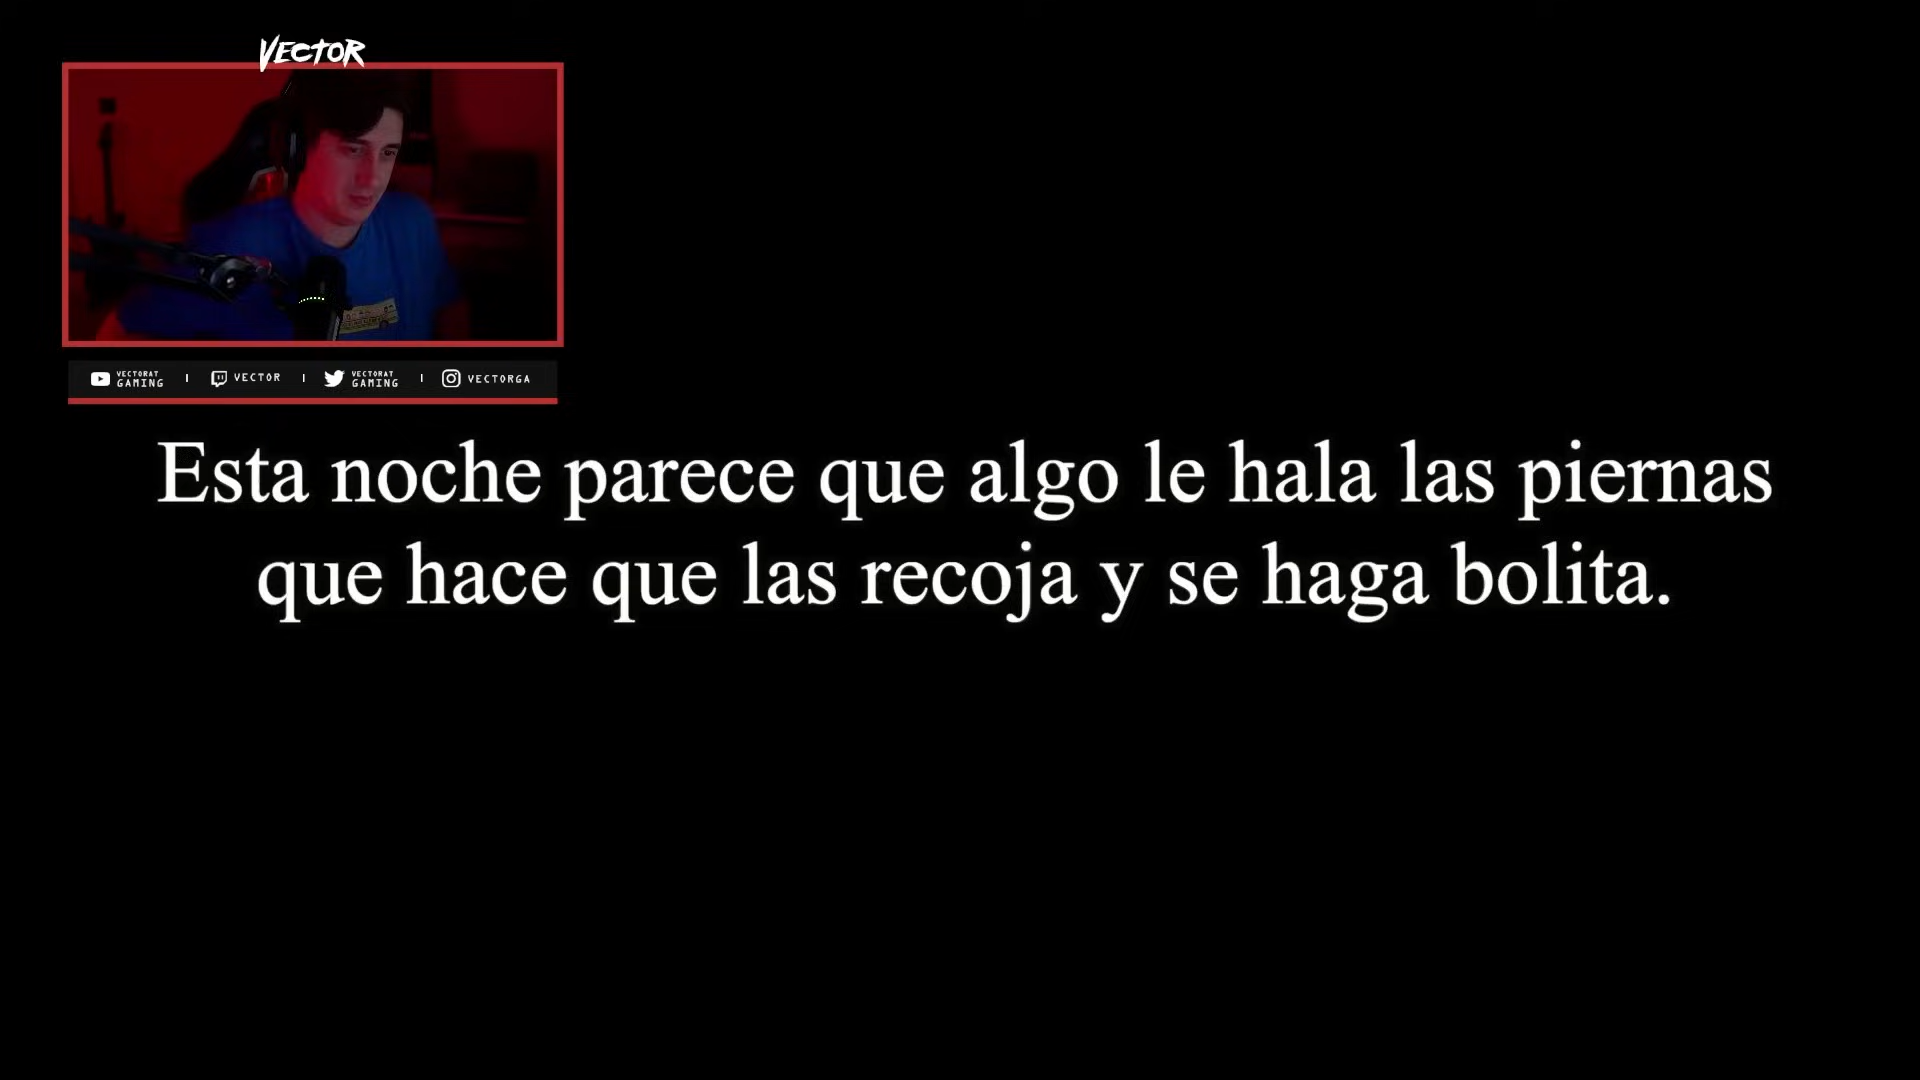 VECTOR
VECTORAT
GAMING
VECTOR
VECTORAT
GAMING
VECTORGA
Esta noche parece que algo le hala las piernas
que hace que las recoja y se haga bolita.